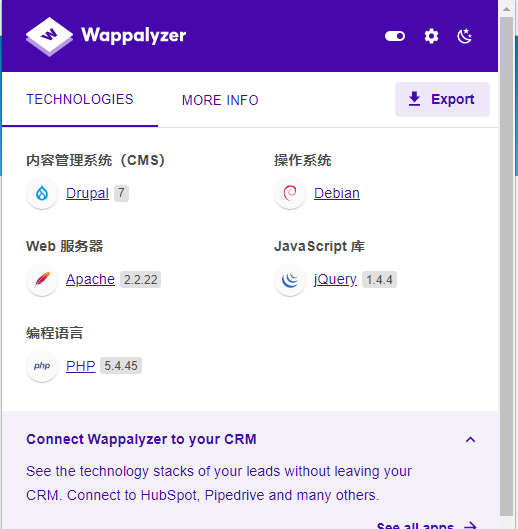 Wappalyzer
TECHNOLOGIES
MORE INFO
Export
内容管理系统（CMS）
Drupal 7
操作系统
Debian
Web 服务器
Apache 2.2.22
JavaScript 库
jQuery 1.4.4
编程语言
php PHP 5.4.45
Connect Wappalyzer to your CRM
See the technology stacks of your leads without leaving your
CRM. Connect to HubSpot, Pipedrive and many others.
See all apps